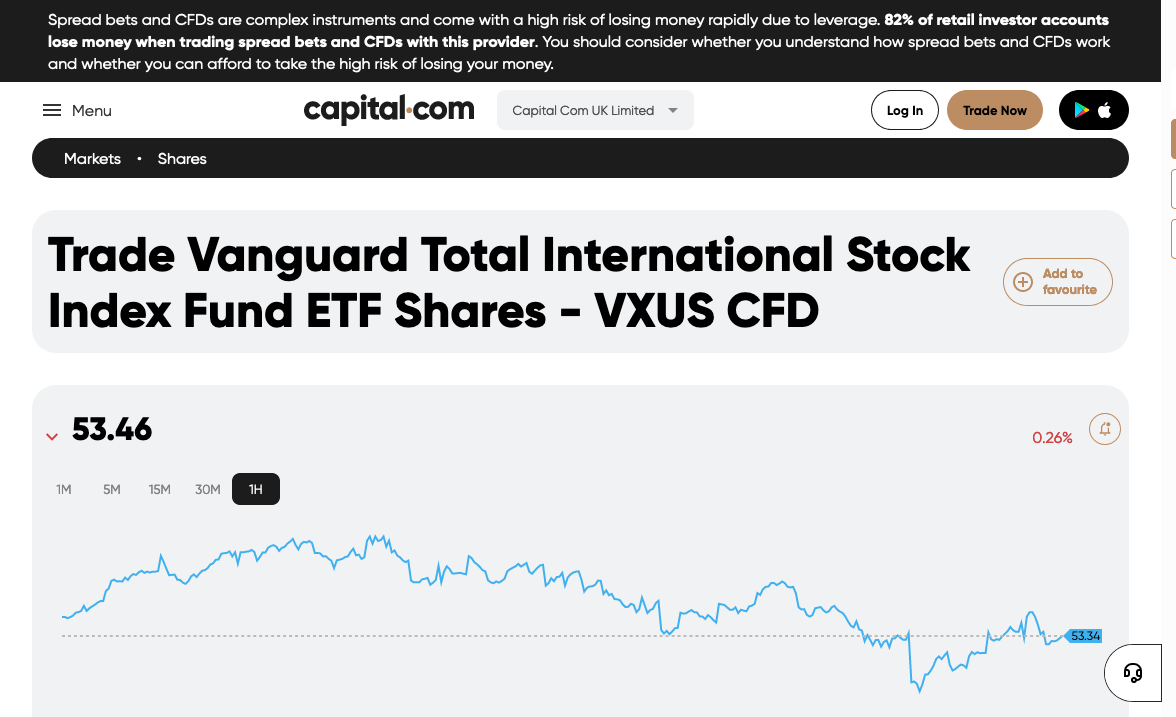 Spread bets and CFDs are complex instruments and come with a high risk of losing money rapidly due to leverage. 82% of retail investor accounts
lose money when trading spread bets and CFDs with this provider. You should consider whether you understand how spread bets and CFDs work
and whether you can afford to take the high risk of losing your money.
Menu
capital.com
Capital Com UK Limited
Log In
Trade Now
Markets • Shares
Trade Vanguard Total International Stock
Index Fund ETF Shares - VXUS CFD
Add to
favourite
53.46
0.26%
1M 5M 15M 30M 1H
53.34